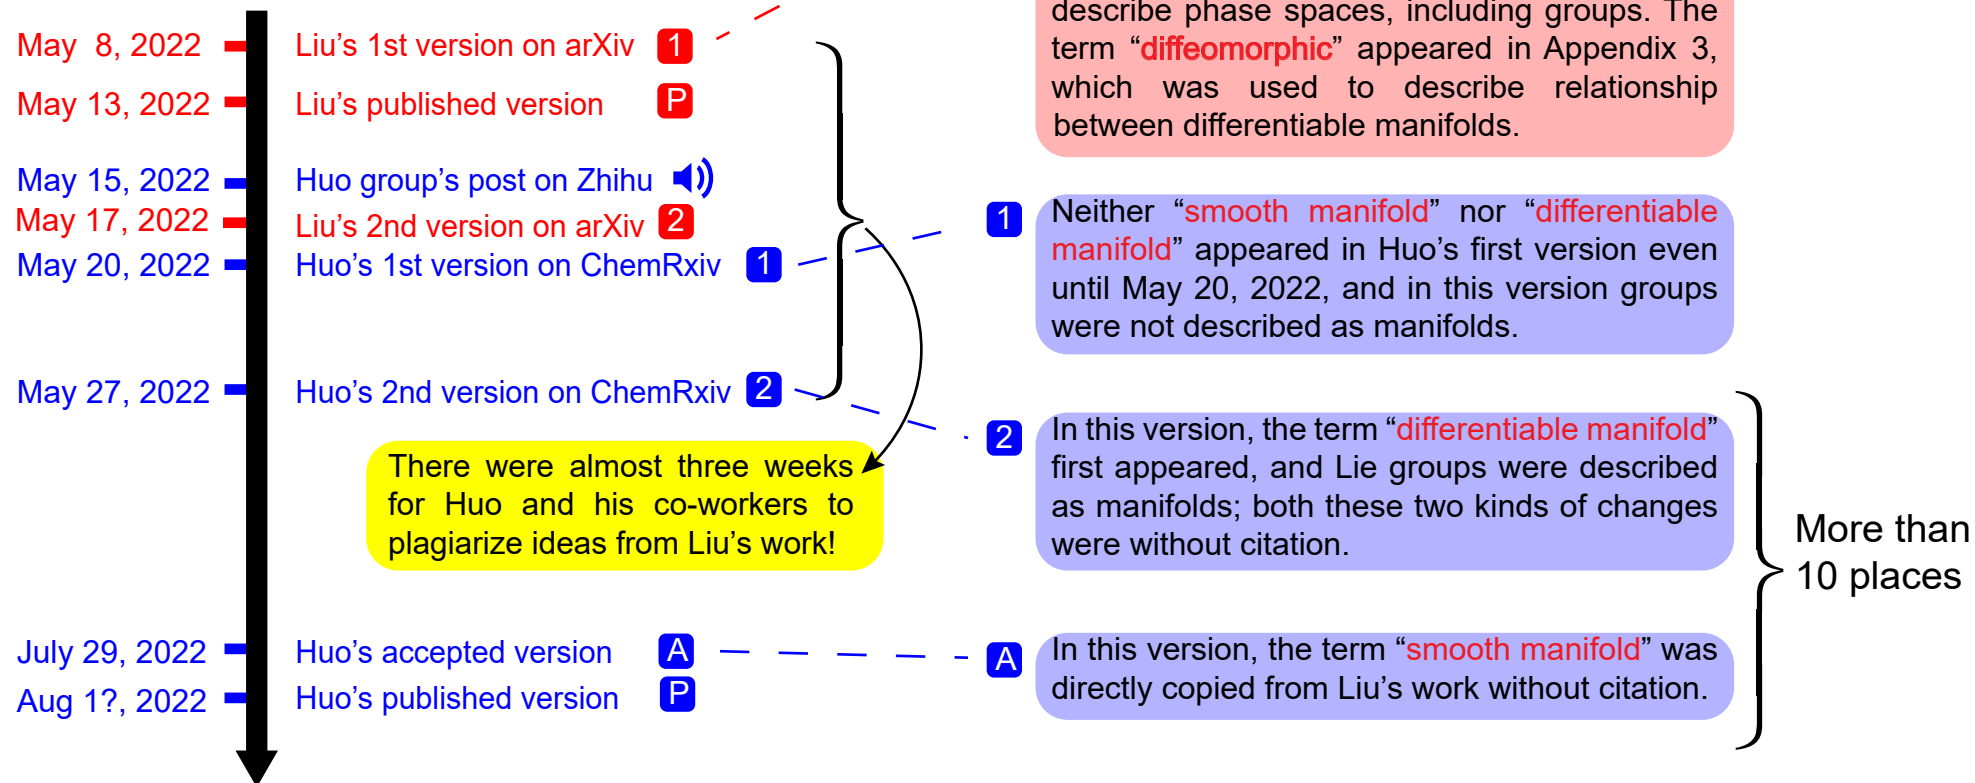 May 8, 2022 Liu's 1st version on arXiv 1
May 13, 2022 Liu's published version P
May 15, 2022 Huo group's post on Zhihu
May 17, 2022 Liu's 2nd version on arXiv 2
May 20, 2022 Huo's 1st version on ChemRxiv 1
May 27, 2022 Huo's 2nd version on ChemRxiv 2
There were almost three weeks
for Huo and his co-workers to
plagiarize ideas from Liu's work!
July 29, 2022 Huo's accepted version A
Aug 1?, 2022 Huo's published version P
describe phase spaces, including groups. The
term “diffeomorphic” appeared in Appendix 3,
which was used to describe relationship
between differentiable manifolds.
1
Neither “smooth manifold” nor “differentiable
manifold” appeared in Huo's first version even
until May 20, 2022, and in this version groups
were not described as manifolds.
2
In this version, the term “differentiable manifold”
first appeared, and Lie groups were described
as manifolds; both these two kinds of changes
were without citation.
A
In this version, the term “smooth manifold” was
directly copied from Liu's work without citation.
More than
10 places